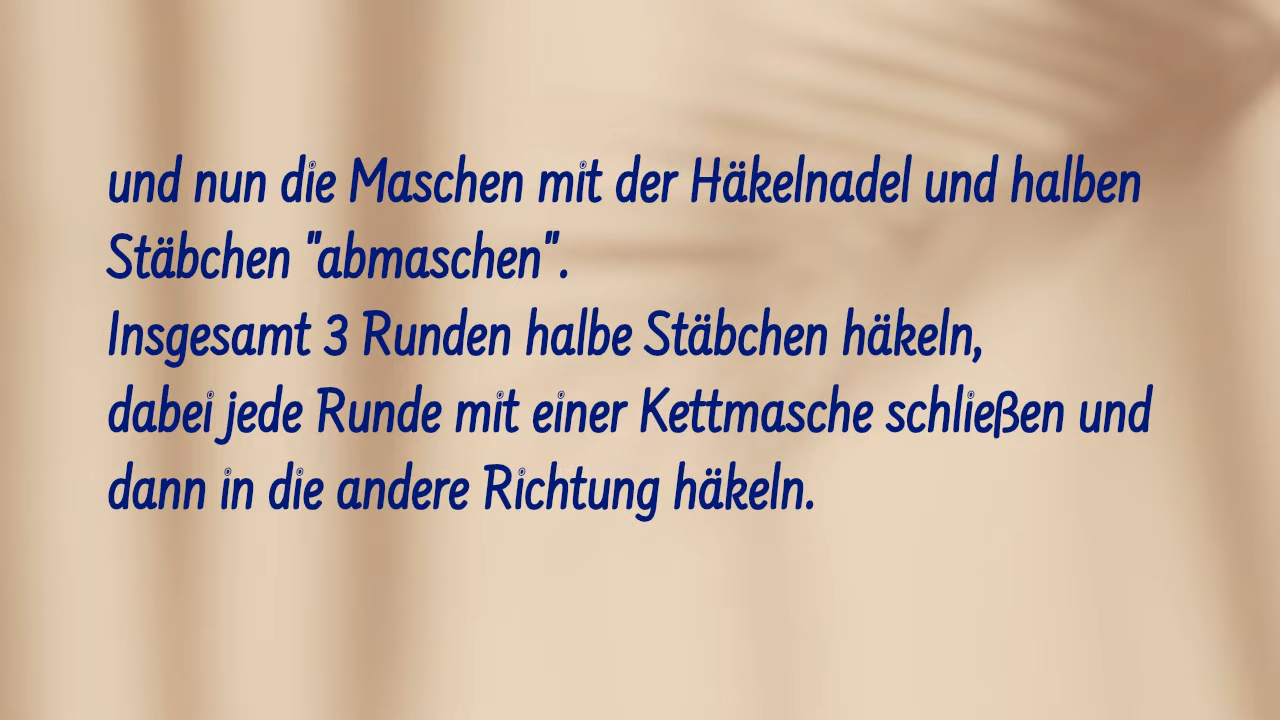 und nun die Maschen mit der Häkelnadel und halben
Stäbchen "abmaschen".
Insgesamt 3 Runden halbe Stäbchen häkeln,
dabei jede Runde mit einer Kettmasche schließen und
dann in die andere Richtung häkeln.